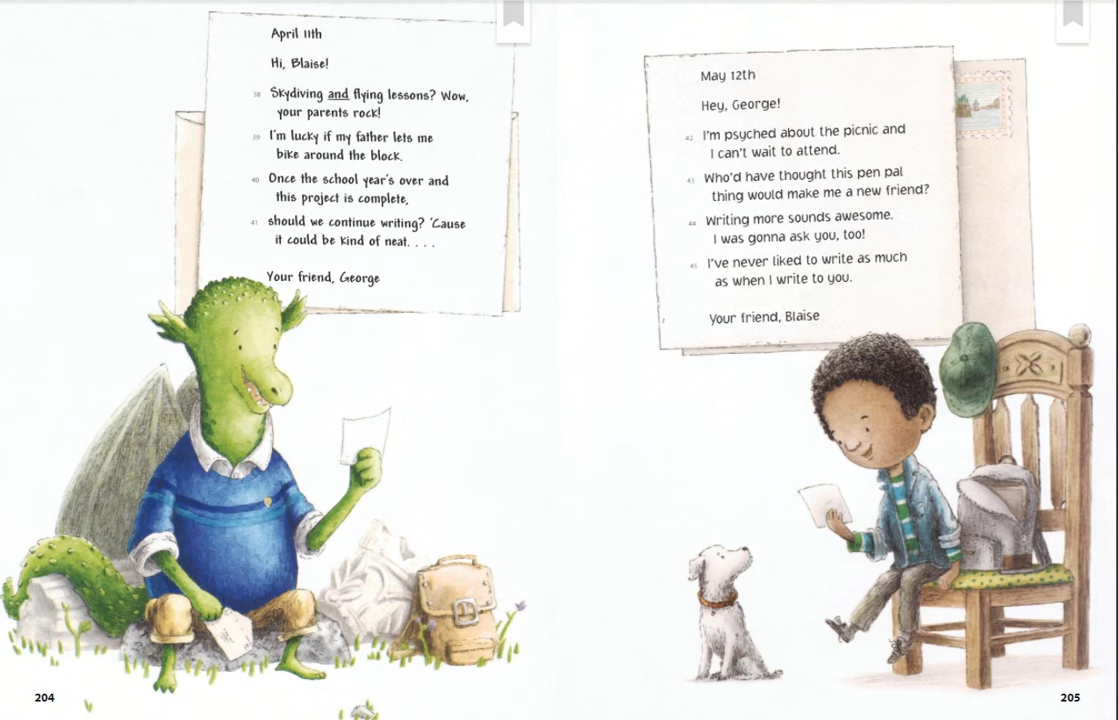 April 11th
Hi, Blaise!
38 Skydiving and flying lessons? Wow,
your parents rock!
39 I'm lucky if my father lets me
bike around the block.
40 Once the school year's over and
this project is complete,
41 should we continue writing? 'Cause
it could be kind of neat. . . .
Your friend, George
204
May 12th
Hey, George!
42 I'm psyched about the picnic and
I can't wait to attend.
43 Who'd have thought this pen pal
thing would make me a new friend?
44 Writing more sounds awesome.
I was gonna ask you, too!
45 I've never liked to write as much
as when I write to you.
Your friend, Blaise
205